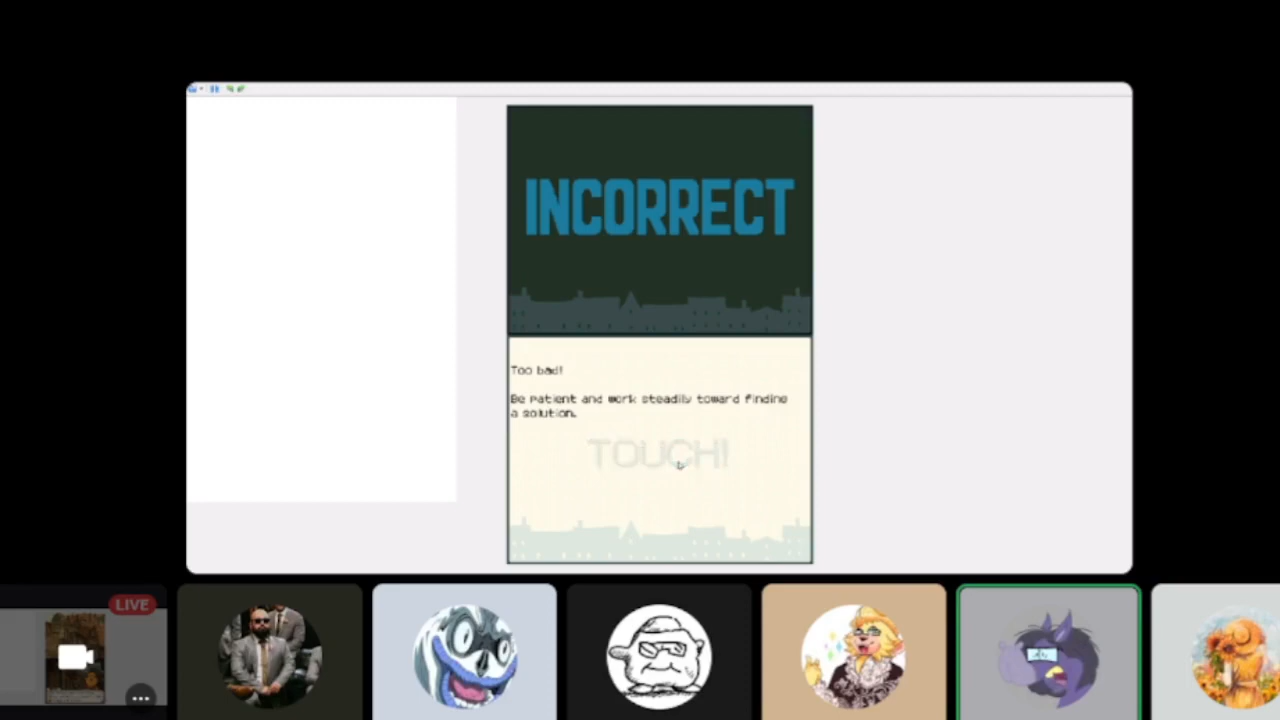 INCORRECT
Too bad!
Be patient and work steadily toward finding
a solution.
TOUCH!
LIVE